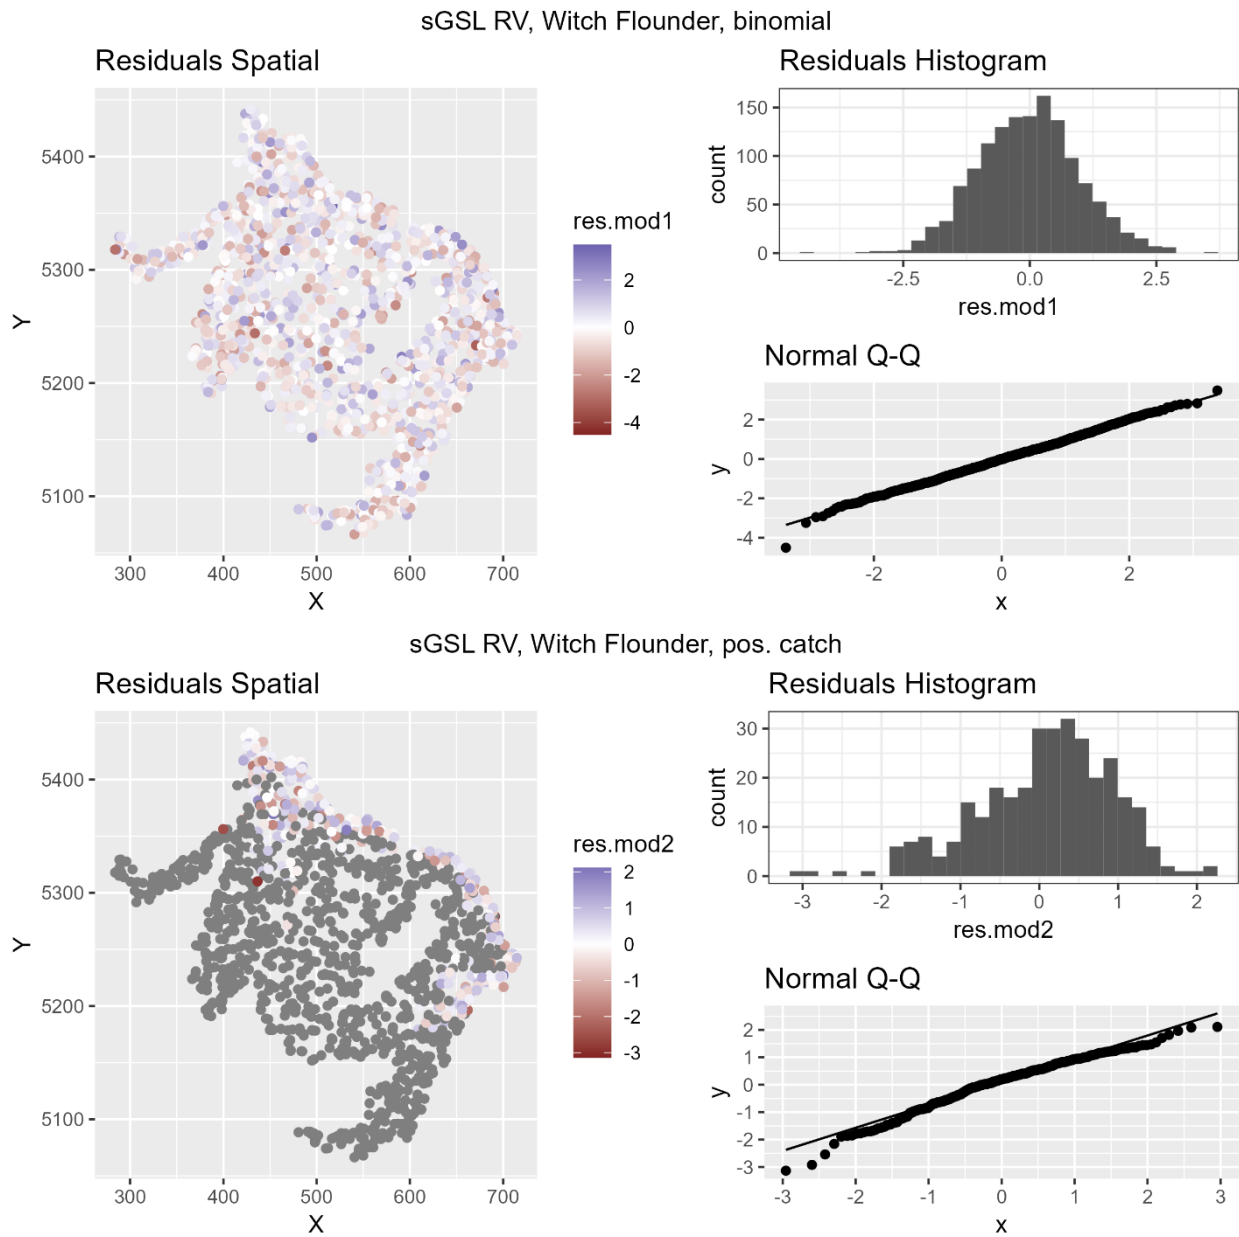 sGSL RV, Witch Flounder, binomial
Residuals Spatial
5400
5300
5200
5100
Y
300 400 500 600 700
X
res.mod1
2
0
-2
-4
Residuals Histogram
150
100
50
0
count
-2.5 0.0 2.5
res.mod1
Normal Q-Q
2
0
-2
-4
y
-2 0 2
x
sGSL RV, Witch Flounder, pos. catch
Residuals Spatial
5400
5300
5200
5100
Y
300 400 500 600 700
X
res.mod2
2
1
0
-1
-2
-3
Residuals Histogram
30
20
10
0
count
-3 -2 -1 0 1 2
res.mod2
Normal Q-Q
2
1
0
-1
-2
-3
y
-3 -2 -1 0 1 2 3
x